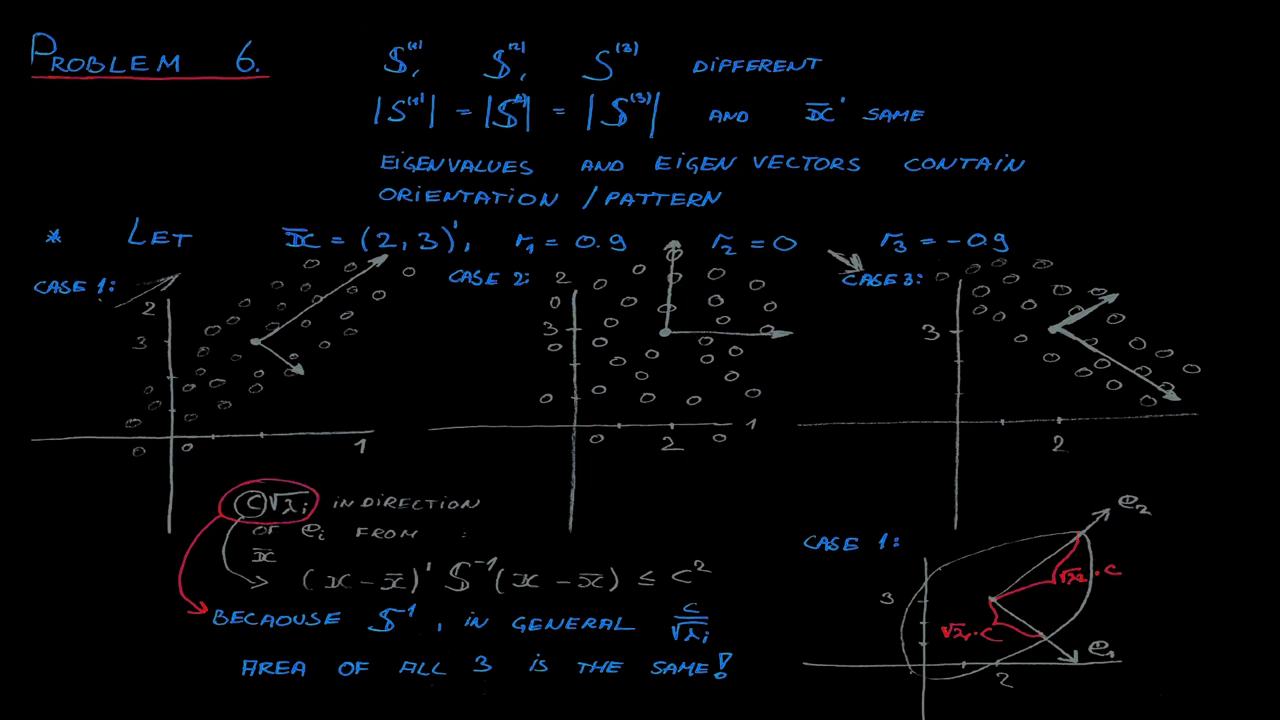 PROBLEM 6.
S⁽¹⁾, S⁽²⁾, S⁽³⁾ DIFFERENT
|S⁽¹⁾| = |S⁽²⁾| = |S⁽³⁾| AND x̄' SAME
EIGENVALUES AND EIGEN VECTORS CONTAIN
ORIENTATION / PATTERN
* LET x̄ = (2, 3)', r₁ = 0.9 r₂ = 0 r₃ = -0.9
CASE 1:
2
3
1
CASE 2:
2
3
2
1
CASE 3:
3
2
C√λᵢ IN DIRECTION
OF eᵢ FROM :
x̄
(x - x̄)' S⁻¹ (x - x̄) ≤ C²
BECAOUSE S⁻¹, IN GENERAL C/√λᵢ
AREA OF ALL 3 IS THE SAME!
CASE 1:
e₂
√λ₂ · C
3
√λ₁ · C
e₁
2